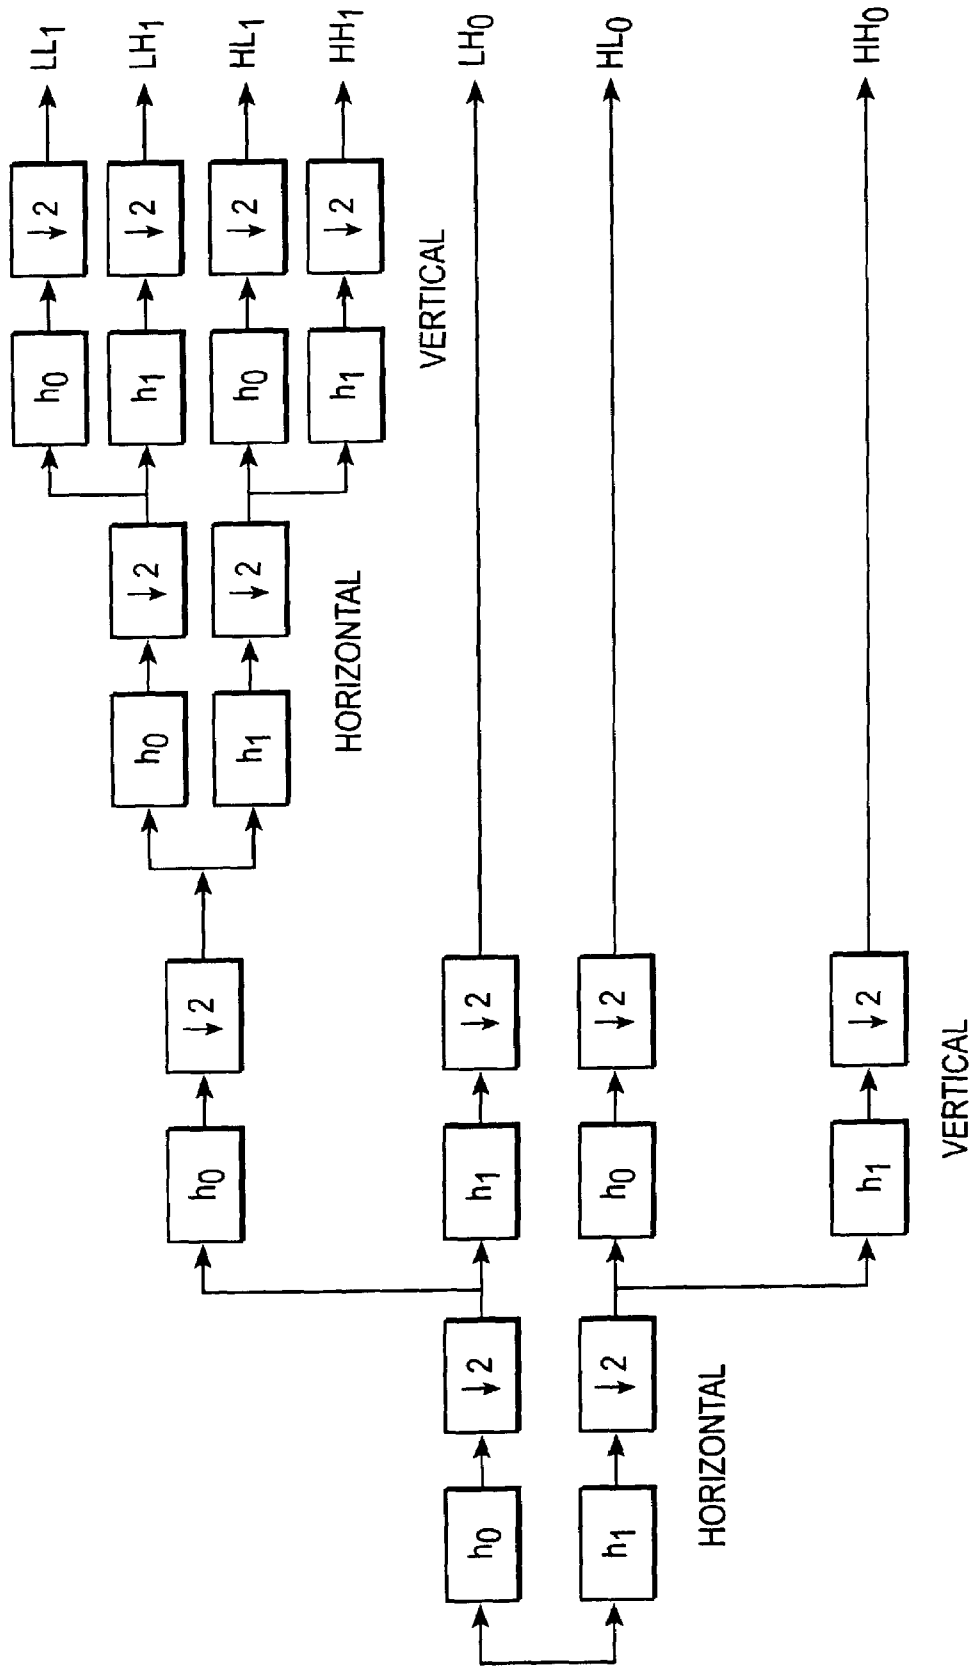 LL1
LH1
HL1
HH1
LH0
HL0
HH0
↓2
↓2
↓2
↓2
h0
h1
h0
h1
VERTICAL
↓2
↓2
h0
h1
HORIZONTAL
↓2
↓2
↓2
↓2
h0
h1
h0
h1
VERTICAL
↓2
↓2
h0
h1
HORIZONTAL